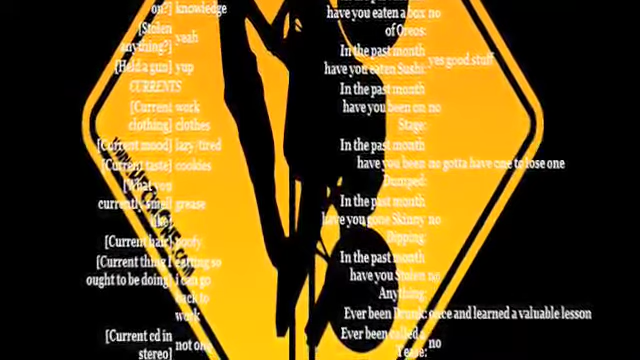 on?] knowledge
[Stolen
anything?] yeah
[Held a gun] yup
CURRENTS
[Current work
clothing] clothes
[Current mood] lazy/tired
[Current taste] cookies
[What you
currently smell grease
like]
[Current hair] poofy
[Current thing I eatting so
ought to be doing] i can go
back to
work
[Current cd in
stereo] not one
have you eaten a box no
of Oreos:
In the past month
have you eaten Sushi: yes good stuff
In the past month
have you been on no
Stage:
In the past month
have you been no gotta have one to lose one
Dumped:
In the past month
have you gone Skinny no
Dipping:
In the past month
have you Stolen no
Anything:
Ever been Drunk: once and learned a valuable lesson
Ever been called a
Tease: no